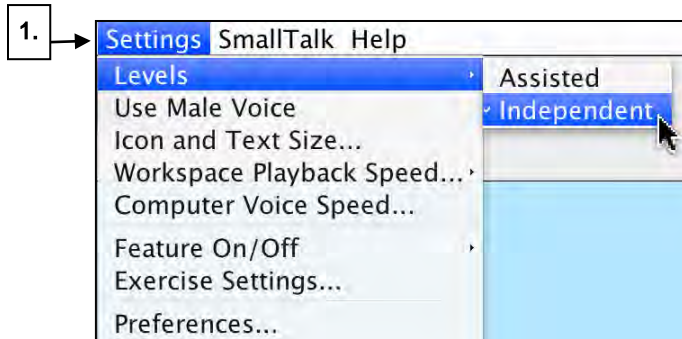 1.
Settings SmallTalk Help
Levels
Assisted
Use Male Voice
Independent
Icon and Text Size...
Workspace Playback Speed...
Computer Voice Speed...
Feature On/Off
Exercise Settings...
Preferences...